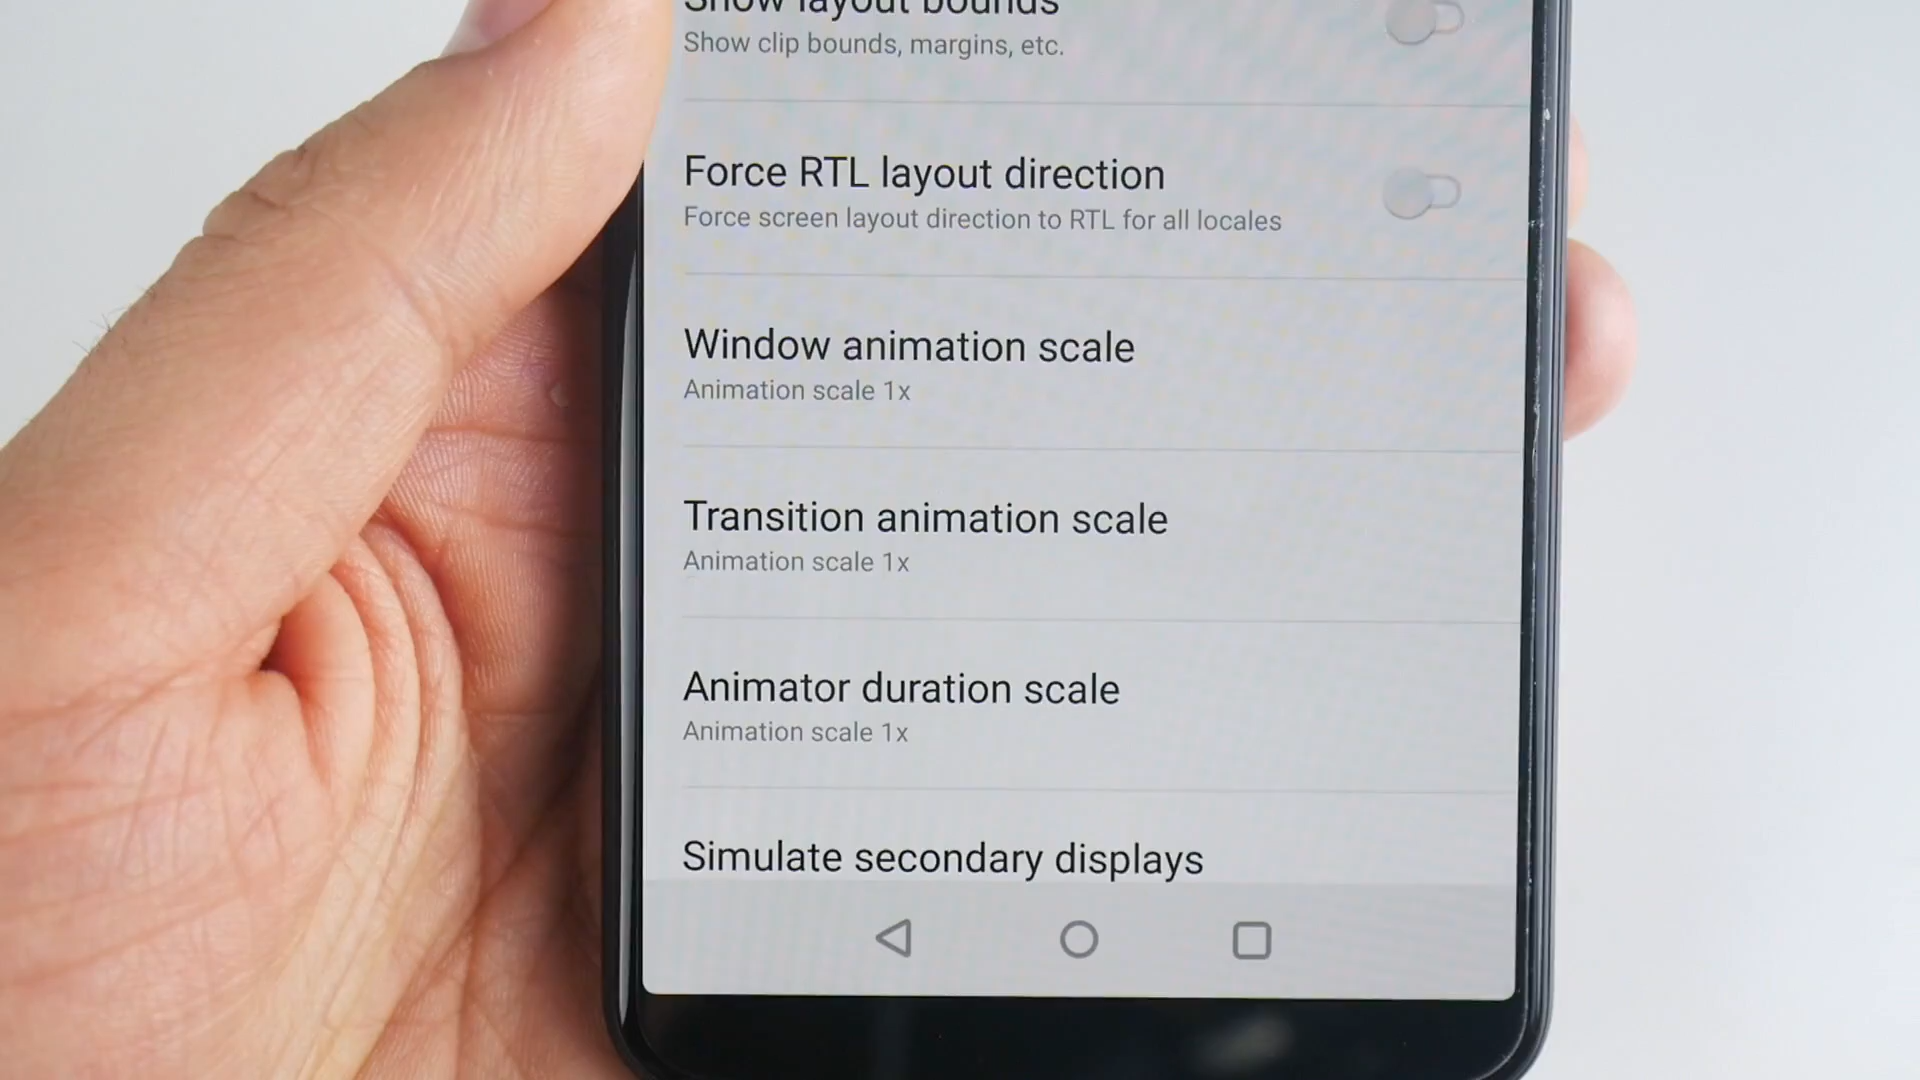 Show layout bounds
Show clip bounds, margins, etc.
Force RTL layout direction
Force screen layout direction to RTL for all locales
Window animation scale
Animation scale 1x
Transition animation scale
Animation scale 1x
Animator duration scale
Animation scale 1x
Simulate secondary displays